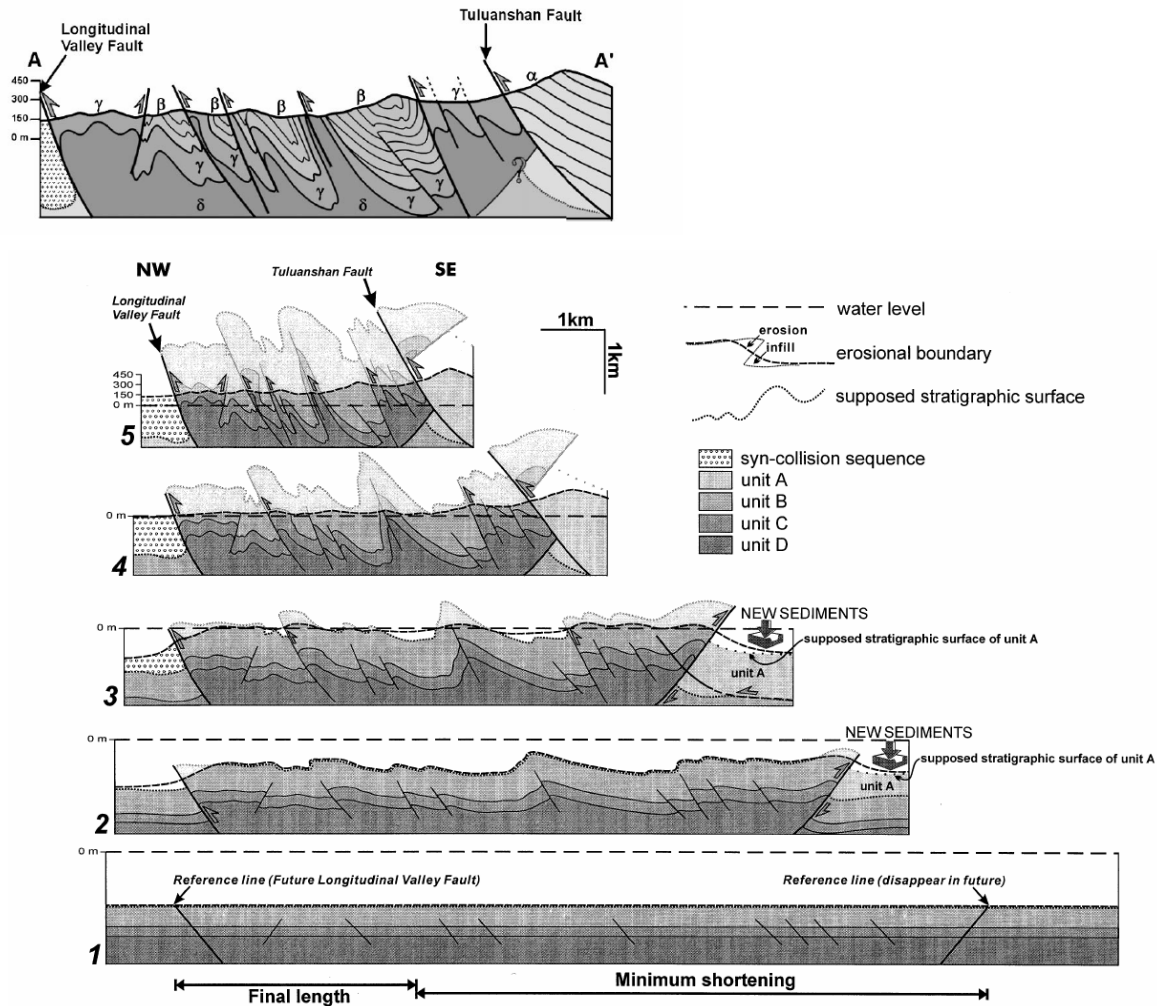 Longitudinal
Valley Fault
Tuluanshan Fault
A
A'
450
300
150
0 m
γ
β
β
β
β
γ
α
γ
γ
γ
γ
γ
δ
δ
?
NW
Tuluanshan Fault
SE
Longitudinal
Valley Fault
1km
1km
450
300
150
0 m
5
water level
erosion
infill
erosional boundary
supposed stratigraphic surface
syn-collision sequence
unit A
unit B
unit C
unit D
0 m
4
0 m
NEW SEDIMENTS
supposed stratigraphic surface of unit A
unit A
3
0 m
NEW SEDIMENTS
supposed stratigraphic surface of unit A
unit A
2
0 m
Reference line (Future Longitudinal Valley Fault)
Reference line (disappear in future)
1
Final length
Minimum shortening